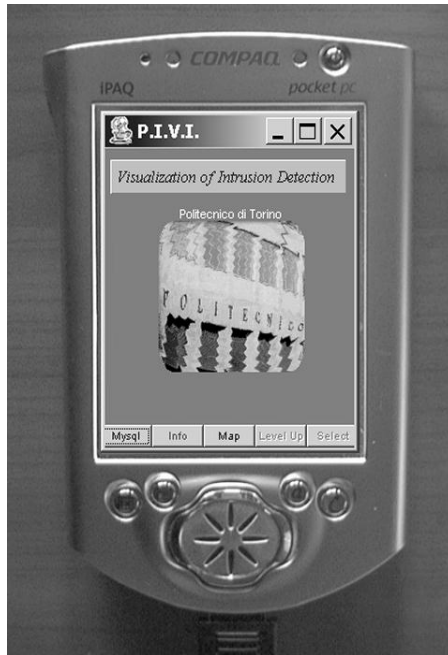 COMPAQ
iPAQ pocket pc
P.I.V.I.
Visualization of Intrusion Detection
Politecnico di Torino
POLITECNICO
Mysql Info Map Level Up Select